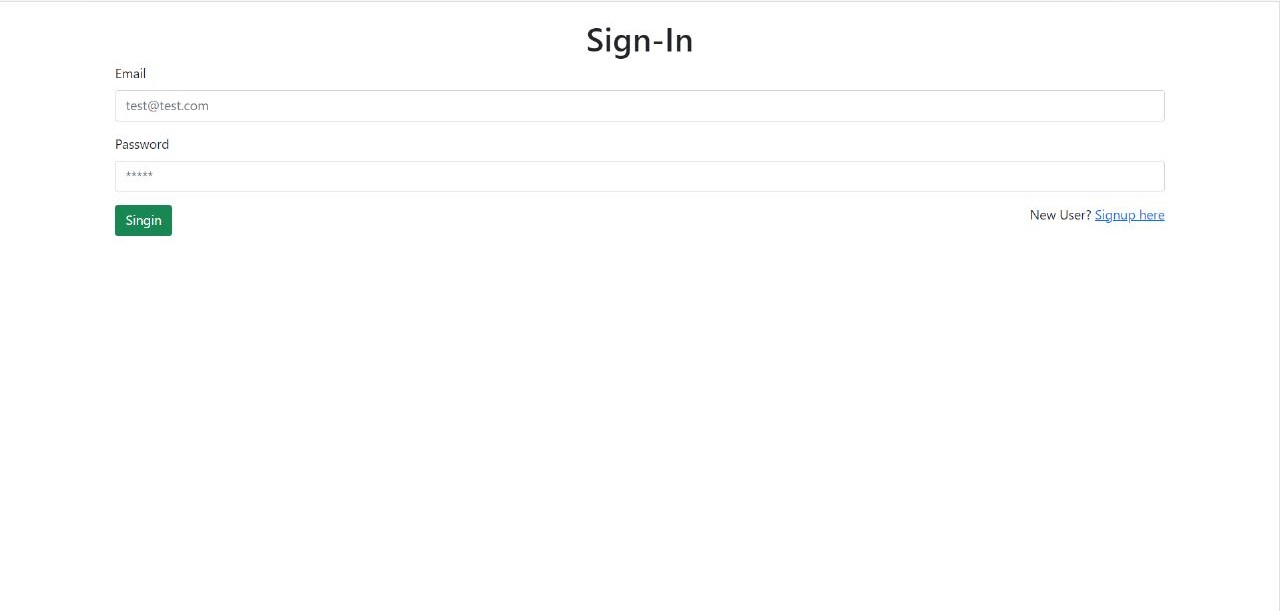 Sign-In
Email
test@test.com
Password
*****
Singin
New User? Signup here